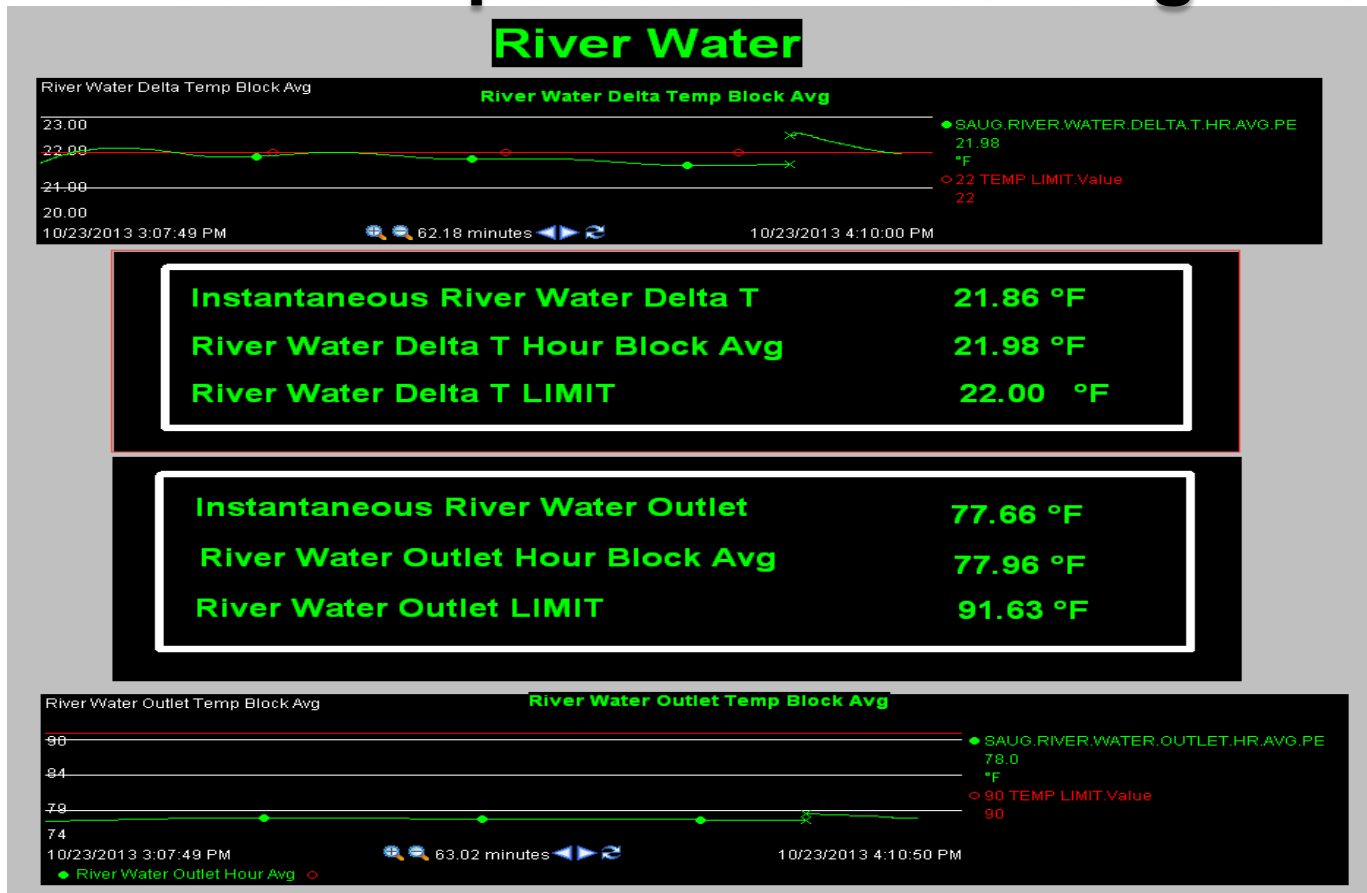 River Water
River Water Delta Temp Block Avg
River Water Delta Temp Block Avg
23.00
22.00
21.00
20.00
SAUG.RIVER.WATER.DELTA.T.HR.AVG.PE
21.98
°F
22 TEMP LIMIT.Value
22
10/23/2013 3:07:49 PM 62.18 minutes 10/23/2013 4:10:00 PM
Instantaneous River Water Delta T 21.86 °F
River Water Delta T Hour Block Avg 21.98 °F
River Water Delta T LIMIT 22.00 °F
Instantaneous River Water Outlet 77.66 °F
River Water Outlet Hour Block Avg 77.96 °F
River Water Outlet LIMIT 91.63 °F
River Water Outlet Temp Block Avg
River Water Outlet Temp Block Avg
90
84
79
74
SAUG.RIVER.WATER.OUTLET.HR.AVG.PE
78.0
°F
90 TEMP LIMIT.Value
90
10/23/2013 3:07:49 PM 63.02 minutes 10/23/2013 4:10:50 PM
River Water Outlet Hour Avg